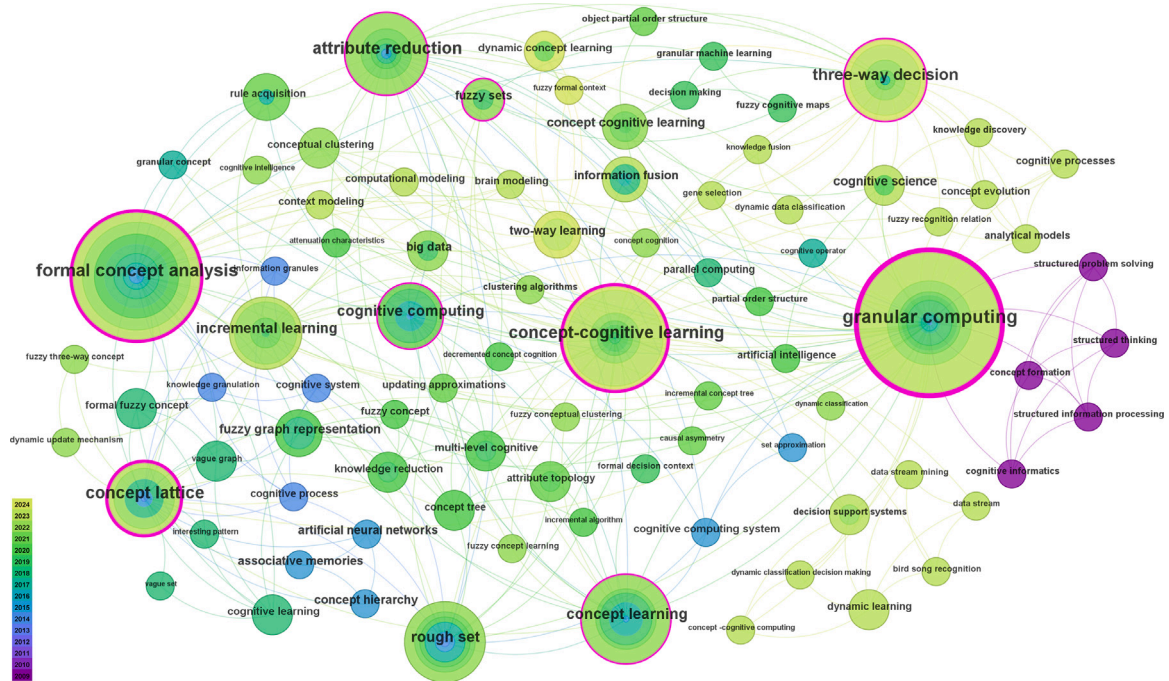 object partial order structure
attribute reduction
dynamic concept learning
granular machine learning
three-way decision
fuzzy formal context
rule acquisition
fuzzy sets
decision making
fuzzy cognitive maps
concept cognitive learning
knowledge discovery
conceptual clustering
granular concept
cognitive intelligence
knowledge fusion
cognitive processes
computational modeling
brain modeling
information fusion
cognitive science
gene selection
concept evolution
context modeling
dynamic data classification
fuzzy recognition relation
two-way learning
attenuation characteristics
big data
concept cognition
cognitive operator
analytical models
formal concept analysis
information granules
parallel computing
structured problem solving
clustering algorithms
partial order structure
cognitive computing
granular computing
incremental learning
concept-cognitive learning
structured thinking
fuzzy three-way concept
decremented concept cognition
artificial intelligence
concept formation
knowledge granulation
cognitive system
updating approximations
incremental concept tree
formal fuzzy concept
dynamic classification
fuzzy concept
fuzzy conceptual clustering
structured information processing
fuzzy graph representation
dynamic update mechanism
multi-level cognitive
causal asymmetry
set approximation
vague graph
knowledge reduction
formal decision context
cognitive informatics
data stream mining
attribute topology
concept lattice
cognitive process
data stream
concept tree
decision support systems
2024
2023
2022
2021
2020
2019
2018
2017
2016
2015
2014
2013
2012
2011
2010
interesting pattern
artificial neural networks
incremental algorithm
cognitive computing system
fuzzy concept learning
associative memories
bird song recognition
dynamic classification decision making
vague set
concept hierarchy
cognitive learning
dynamic learning
concept learning
concept -cognitive computing
rough set